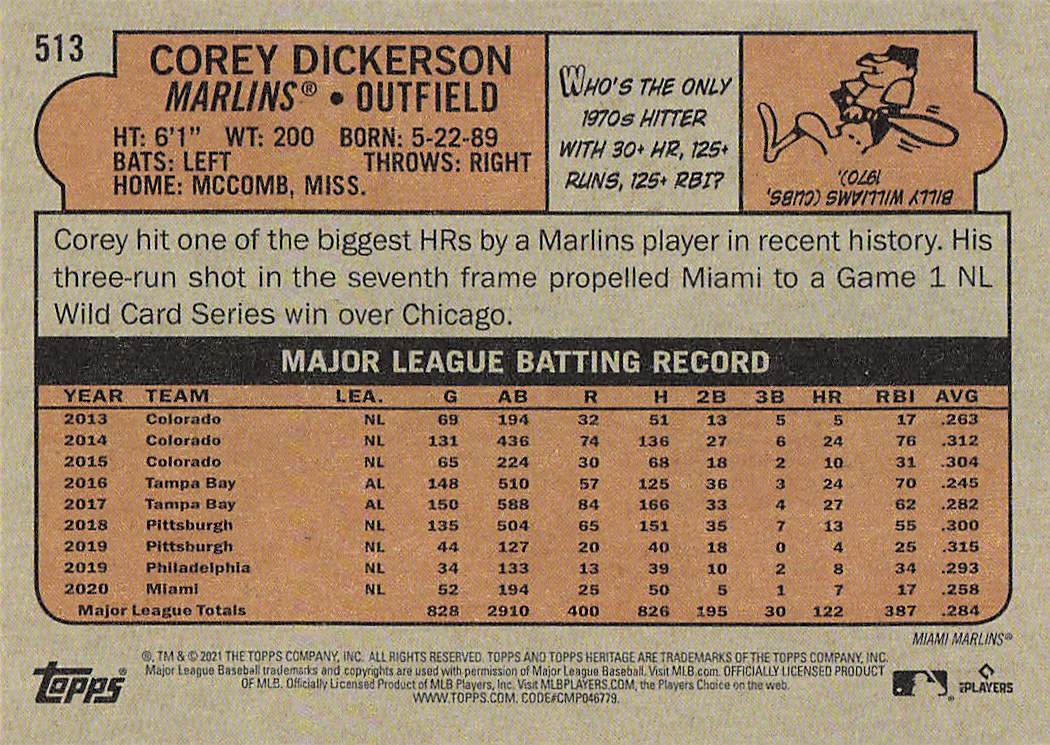 513
COREY DICKERSON
MARLINS® • OUTFIELD
HT: 6'1" WT: 200 BORN: 5-22-89
BATS: LEFT THROWS: RIGHT
HOME: MCCOMB, MISS.
WHO'S THE ONLY
1970s HITTER
WITH 30+ HR, 125+
RUNS, 125+ RBI?
BILLY WILLIAMS (CUBS,
1970).
Corey hit one of the biggest HRs by a Marlins player in recent history. His
three-run shot in the seventh frame propelled Miami to a Game 1 NL
Wild Card Series win over Chicago.
MAJOR LEAGUE BATTING RECORD
YEAR TEAM LEA. G AB R H 2B 3B HR RBI AVG
2013 Colorado NL 69 194 32 51 13 5 5 17 .263
2014 Colorado NL 131 436 74 136 27 6 24 76 .312
2015 Colorado NL 65 224 30 68 18 2 10 31 .304
2016 Tampa Bay AL 148 510 57 125 36 3 24 70 .245
2017 Tampa Bay AL 150 588 84 166 33 4 27 62 .282
2018 Pittsburgh NL 135 504 65 151 35 7 13 55 .300
2019 Pittsburgh NL 44 127 20 40 18 0 4 25 .315
2019 Philadelphia NL 34 133 13 39 10 2 8 34 .293
2020 Miami NL 52 194 25 50 5 1 7 17 .258
Major League Totals 828 2910 400 826 195 30 122 387 .284
MIAMI MARLINS®
®, TM & © 2021 THE TOPPS COMPANY, INC. ALL RIGHTS RESERVED. TOPPS AND TOPPS HERITAGE ARE TRADEMARKS OF THE TOPPS COMPANY, INC.
Major League Baseball trademarks and copyrights are used with permission of Major League Baseball. Visit MLB.com. OFFICIALLY LICENSED PRODUCT
OF MLB. Officially Licensed Product of MLB Players, Inc. Visit MLBPLAYERS.COM, the Players Choice on the web.
WWW.TOPPS.COM. CODE#CMP046779.
Topps®
MLBPLAYERS